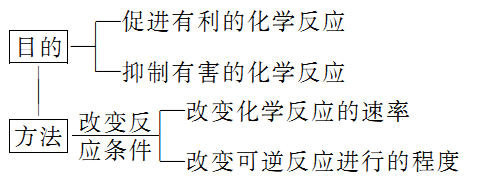 促进有利的化学反应
目的
抑制有害的化学反应
改变化学反应的速率
方法
改变反
应条件
改变可逆反应进行的程度